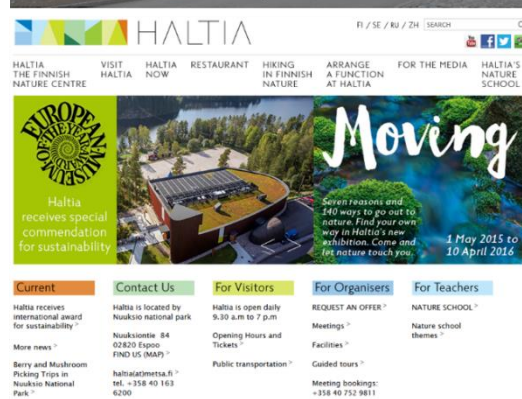 HALTIA
FI / SE / RU / ZH
SEARCH
HALTIA
THE FINNISH
NATURE CENTRE
VISIT
HALTIA
HALTIA
NOW
RESTAURANT
HIKING
IN FINNISH
NATURE
ARRANGE
A FUNCTION
AT HALTIA
FOR THE MEDIA
HALTIA'S
NATURE
SCHOOL
EUROPEAN MUSEUM
OF THE YEAR AWARD
Haltia
receives special
commendation
for sustainability
Moving
Seven reasons and
140 ways to go out to
nature. Find your own
way in Haltia's new
exhibition. Come and
let nature touch you.
1 May 2015 to
10 April 2016
Current
Haltia receives
international award
for sustainability >
More news >
Berry and Mushroom
Picking Trips in
Nuuksio National
Park >
Contact Us
Haltia is located by
Nuuksio national park
Nuuksiontie 84
02820 Espoo
FIND US (MAP) >
haltia(at)metsa.fi >
tel. +358 40 163
6200
For Visitors
Haltia is open daily
9.30 a.m to 7 p.m
Opening Hours and
Tickets >
Public transportation >
For Organisers
REQUEST AN OFFER >
Meetings >
Facilities >
Guided tours >
Meeting bookings:
+358 40 752 9811
For Teachers
NATURE SCHOOL >
Nature school
themes >